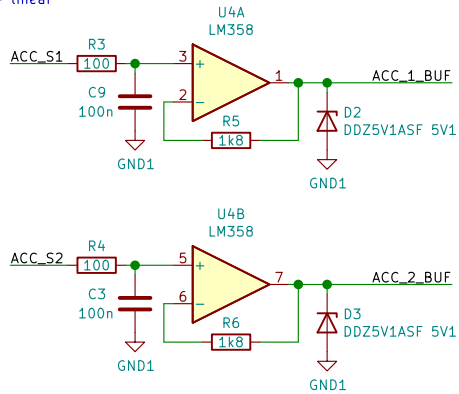 linear
U4A
LM358
ACC_S1
R3
100
3
+
2
−
1
ACC_1_BUF
C9
100n
GND1
R5
1k8
D2
DDZ5V1ASF 5V1
GND1
U4B
LM358
ACC_S2
R4
100
5
+
6
−
7
ACC_2_BUF
C3
100n
GND1
R6
1k8
D3
DDZ5V1ASF 5V1
GND1